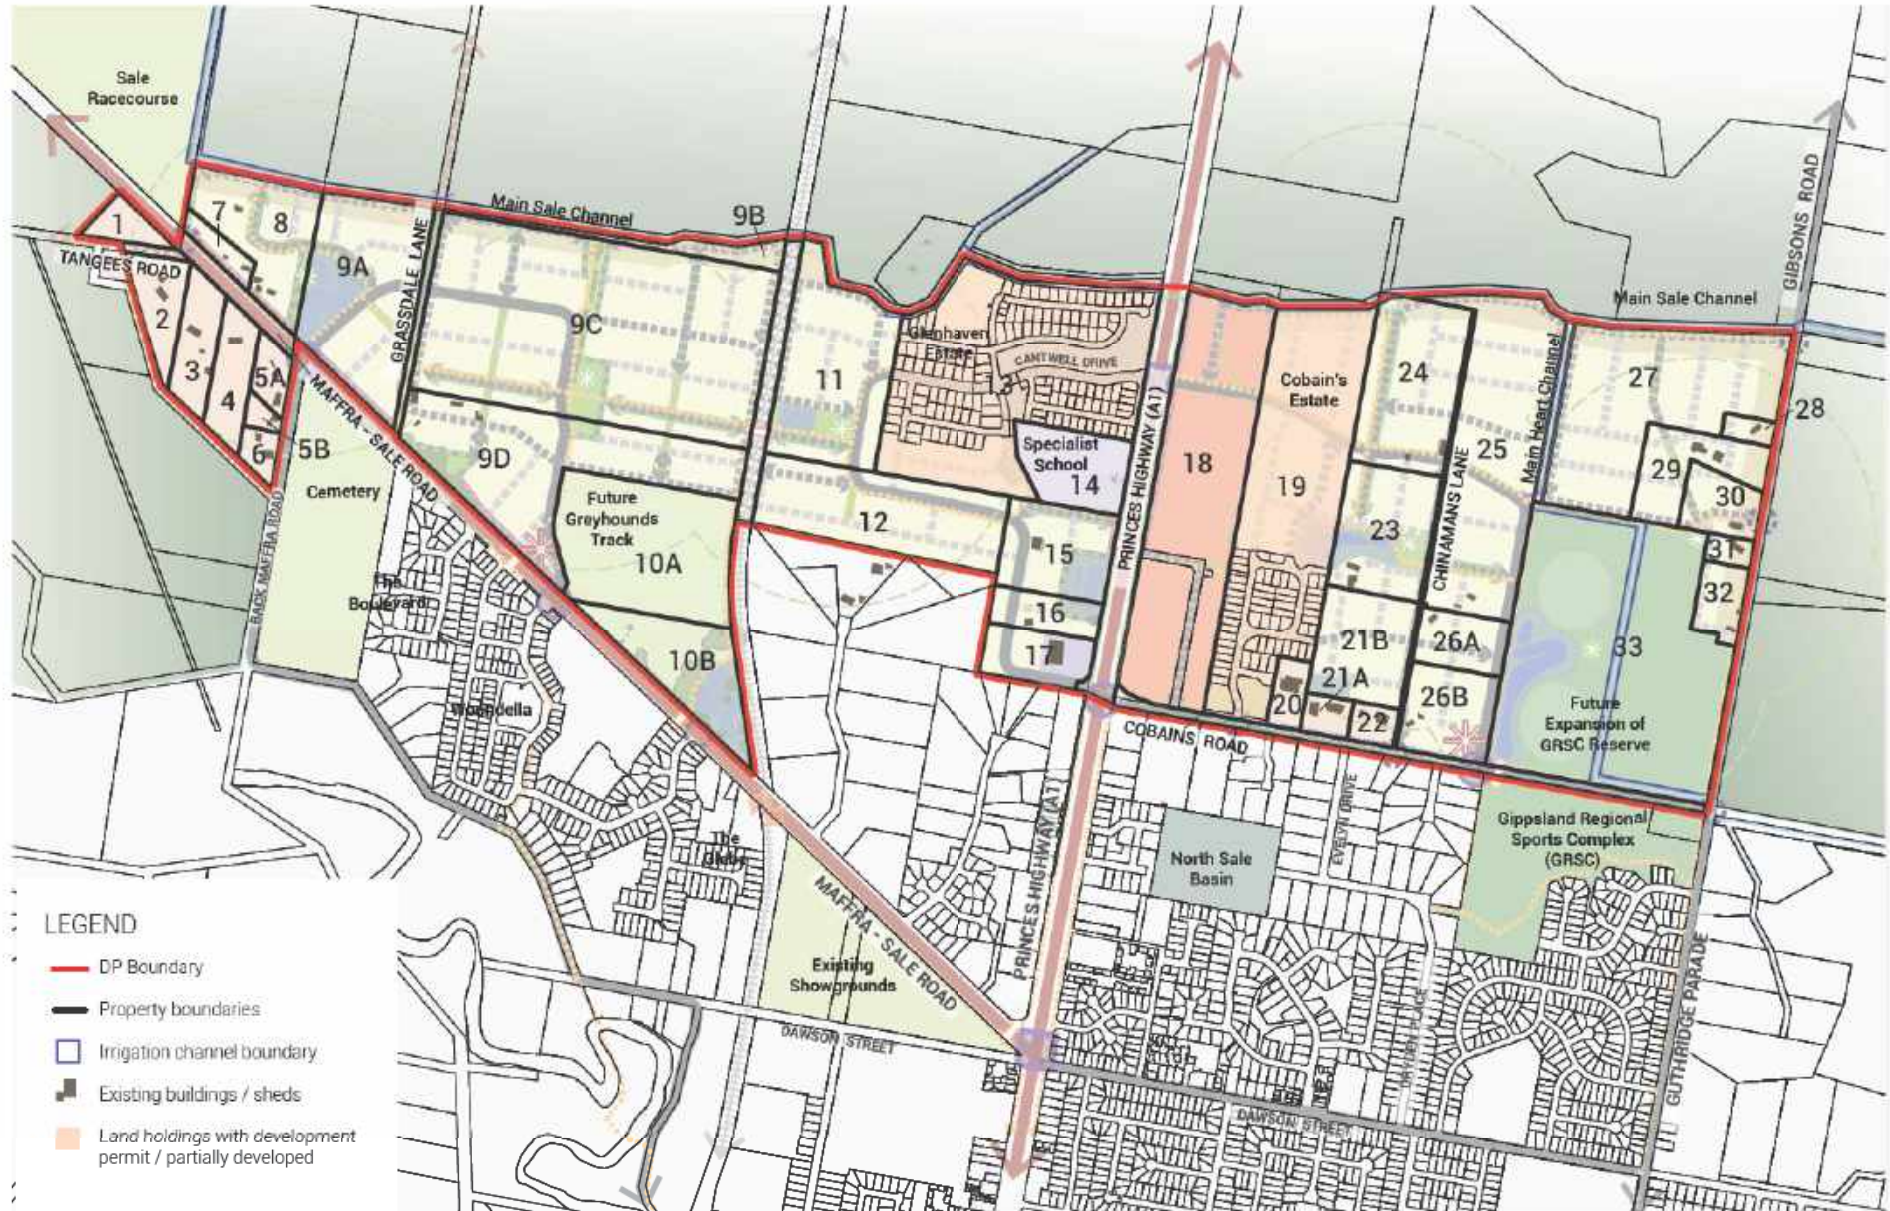 Sale
Racecourse
1
TANGEES ROAD
2
3
4
5A
5B
6
7
8
9A
GRASSDALE LANE
Main Sale Channel
9B
9C
9D
MAFFRA - SALE ROAD
Cemetery
BACK MAFFRA ROAD
The
Boulevard
Woondella
The
Glebe
Future
Greyhounds
Track
10A
10B
11
12
Glenhaven
Estate
CANTWELL DRIVE
13
Specialist
School
14
15
16
17
PRINCES HIGHWAY (A1)
18
Cobain's
Estate
19
20
21A
21B
22
23
24
25
CHINAMANS LANE
Main Heart Channel
Main Sale Channel
GIBSONS ROAD
26A
26B
27
28
29
30
31
32
33
Future
Expansion of
GRSC Reserve
COBAINS ROAD
PRINCES HIGHWAY (A1)
North Sale
Basin
EVELYN DRIVE
Gippsland Regional
Sports Complex
(GRSC)
MAFFRA - SALE ROAD
Existing
Showgrounds
DAWSON STREET
DAWSON STREET
GUTHRIDGE PARADE
LEGEND
DP Boundary
Property boundaries
Irrigation channel boundary
Existing buildings / sheds
Land holdings with development
permit / partially developed